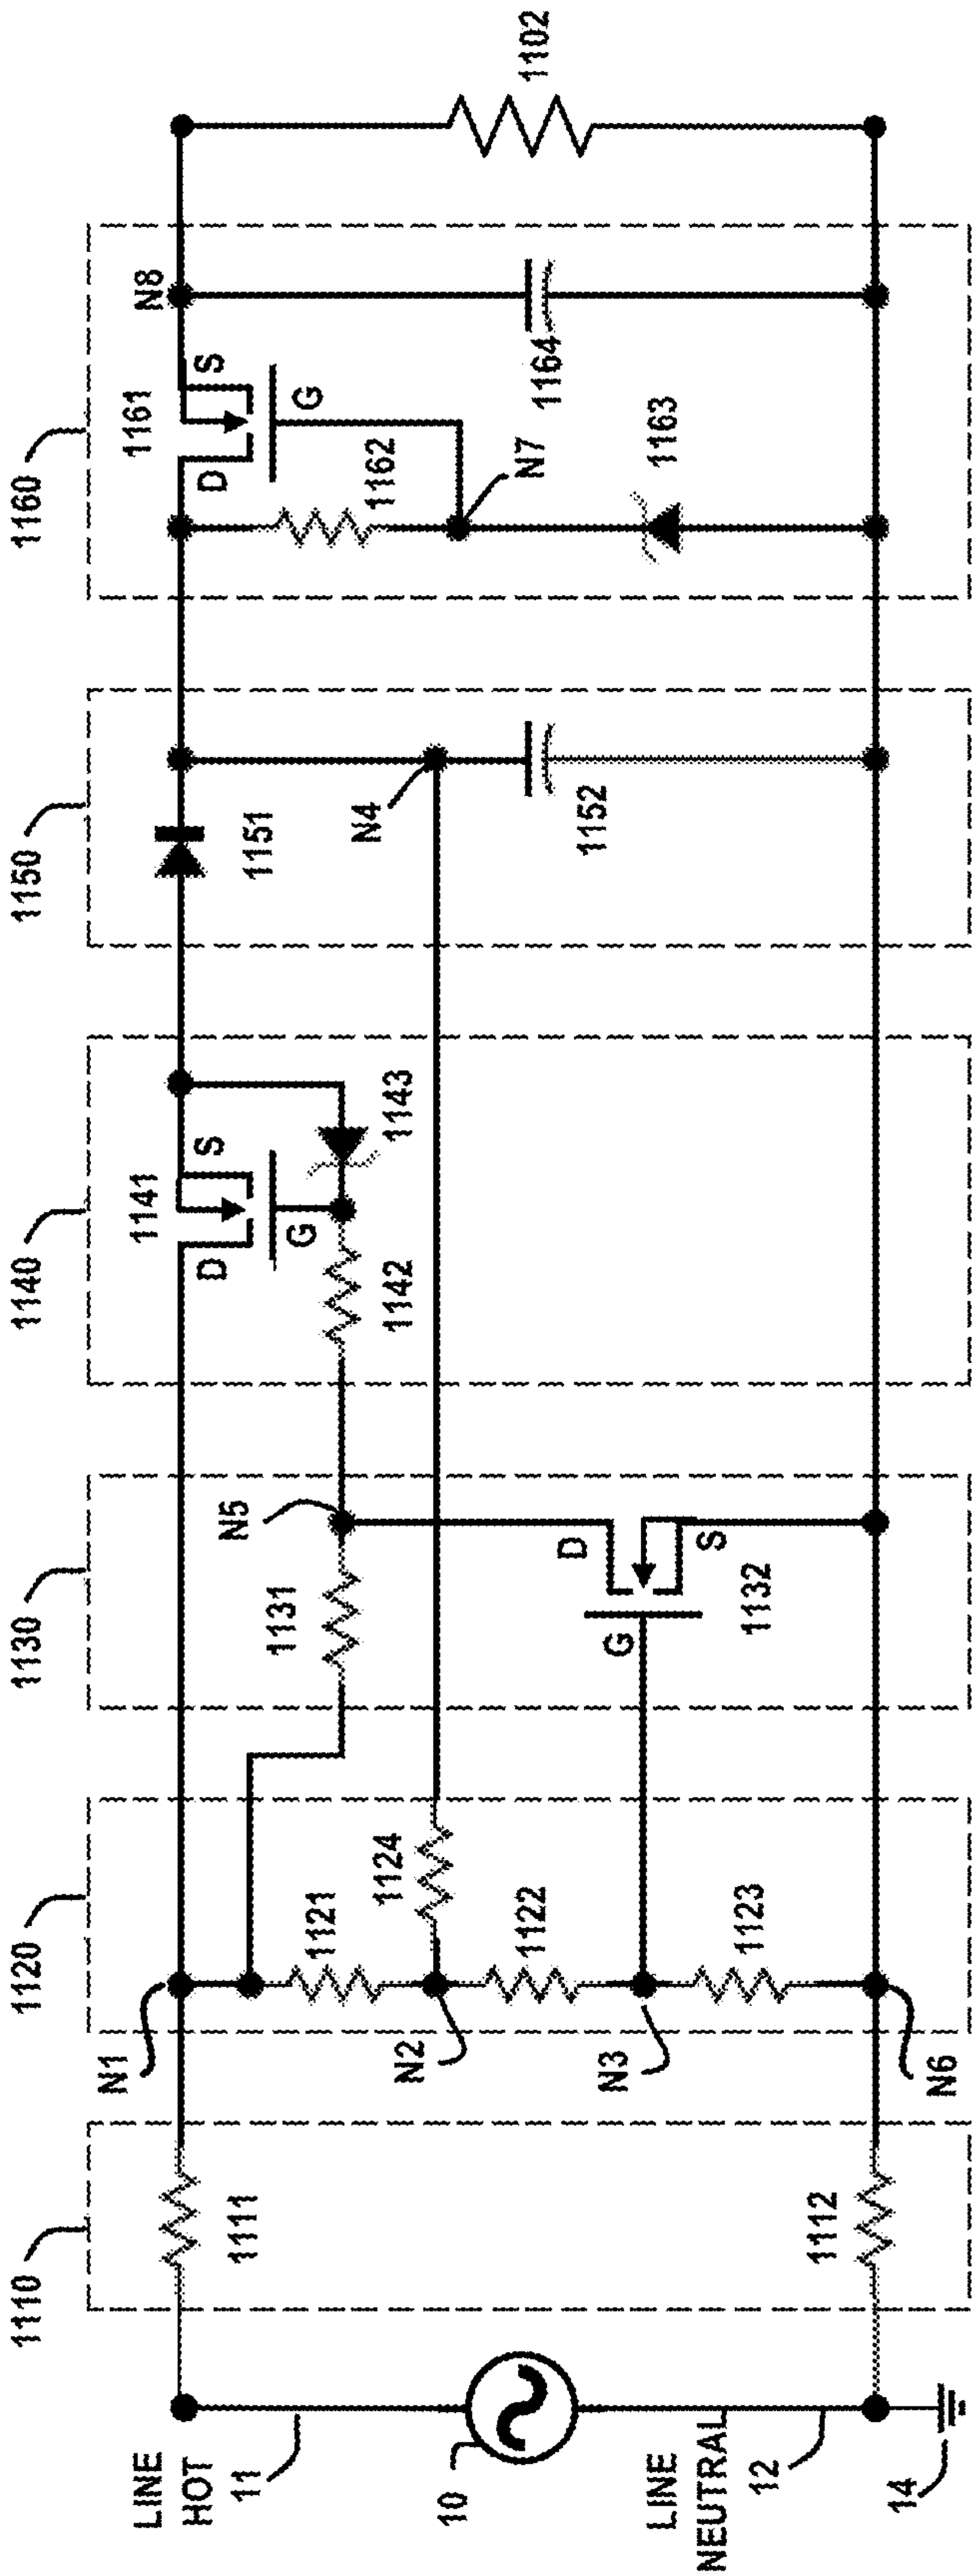 1110
1120
1130
1140
1150
1160
LINE
HOT
11
10
LINE
NEUTRAL
12
14
1111
1112
N1
N2
N3
N6
1121
1124
1122
1123
N5
1131
D
G
S
1132
1141
D
S
G
1142
1143
1151
N4
1152
1161
D
S
G
1162
N7
1163
N8
1164
1102